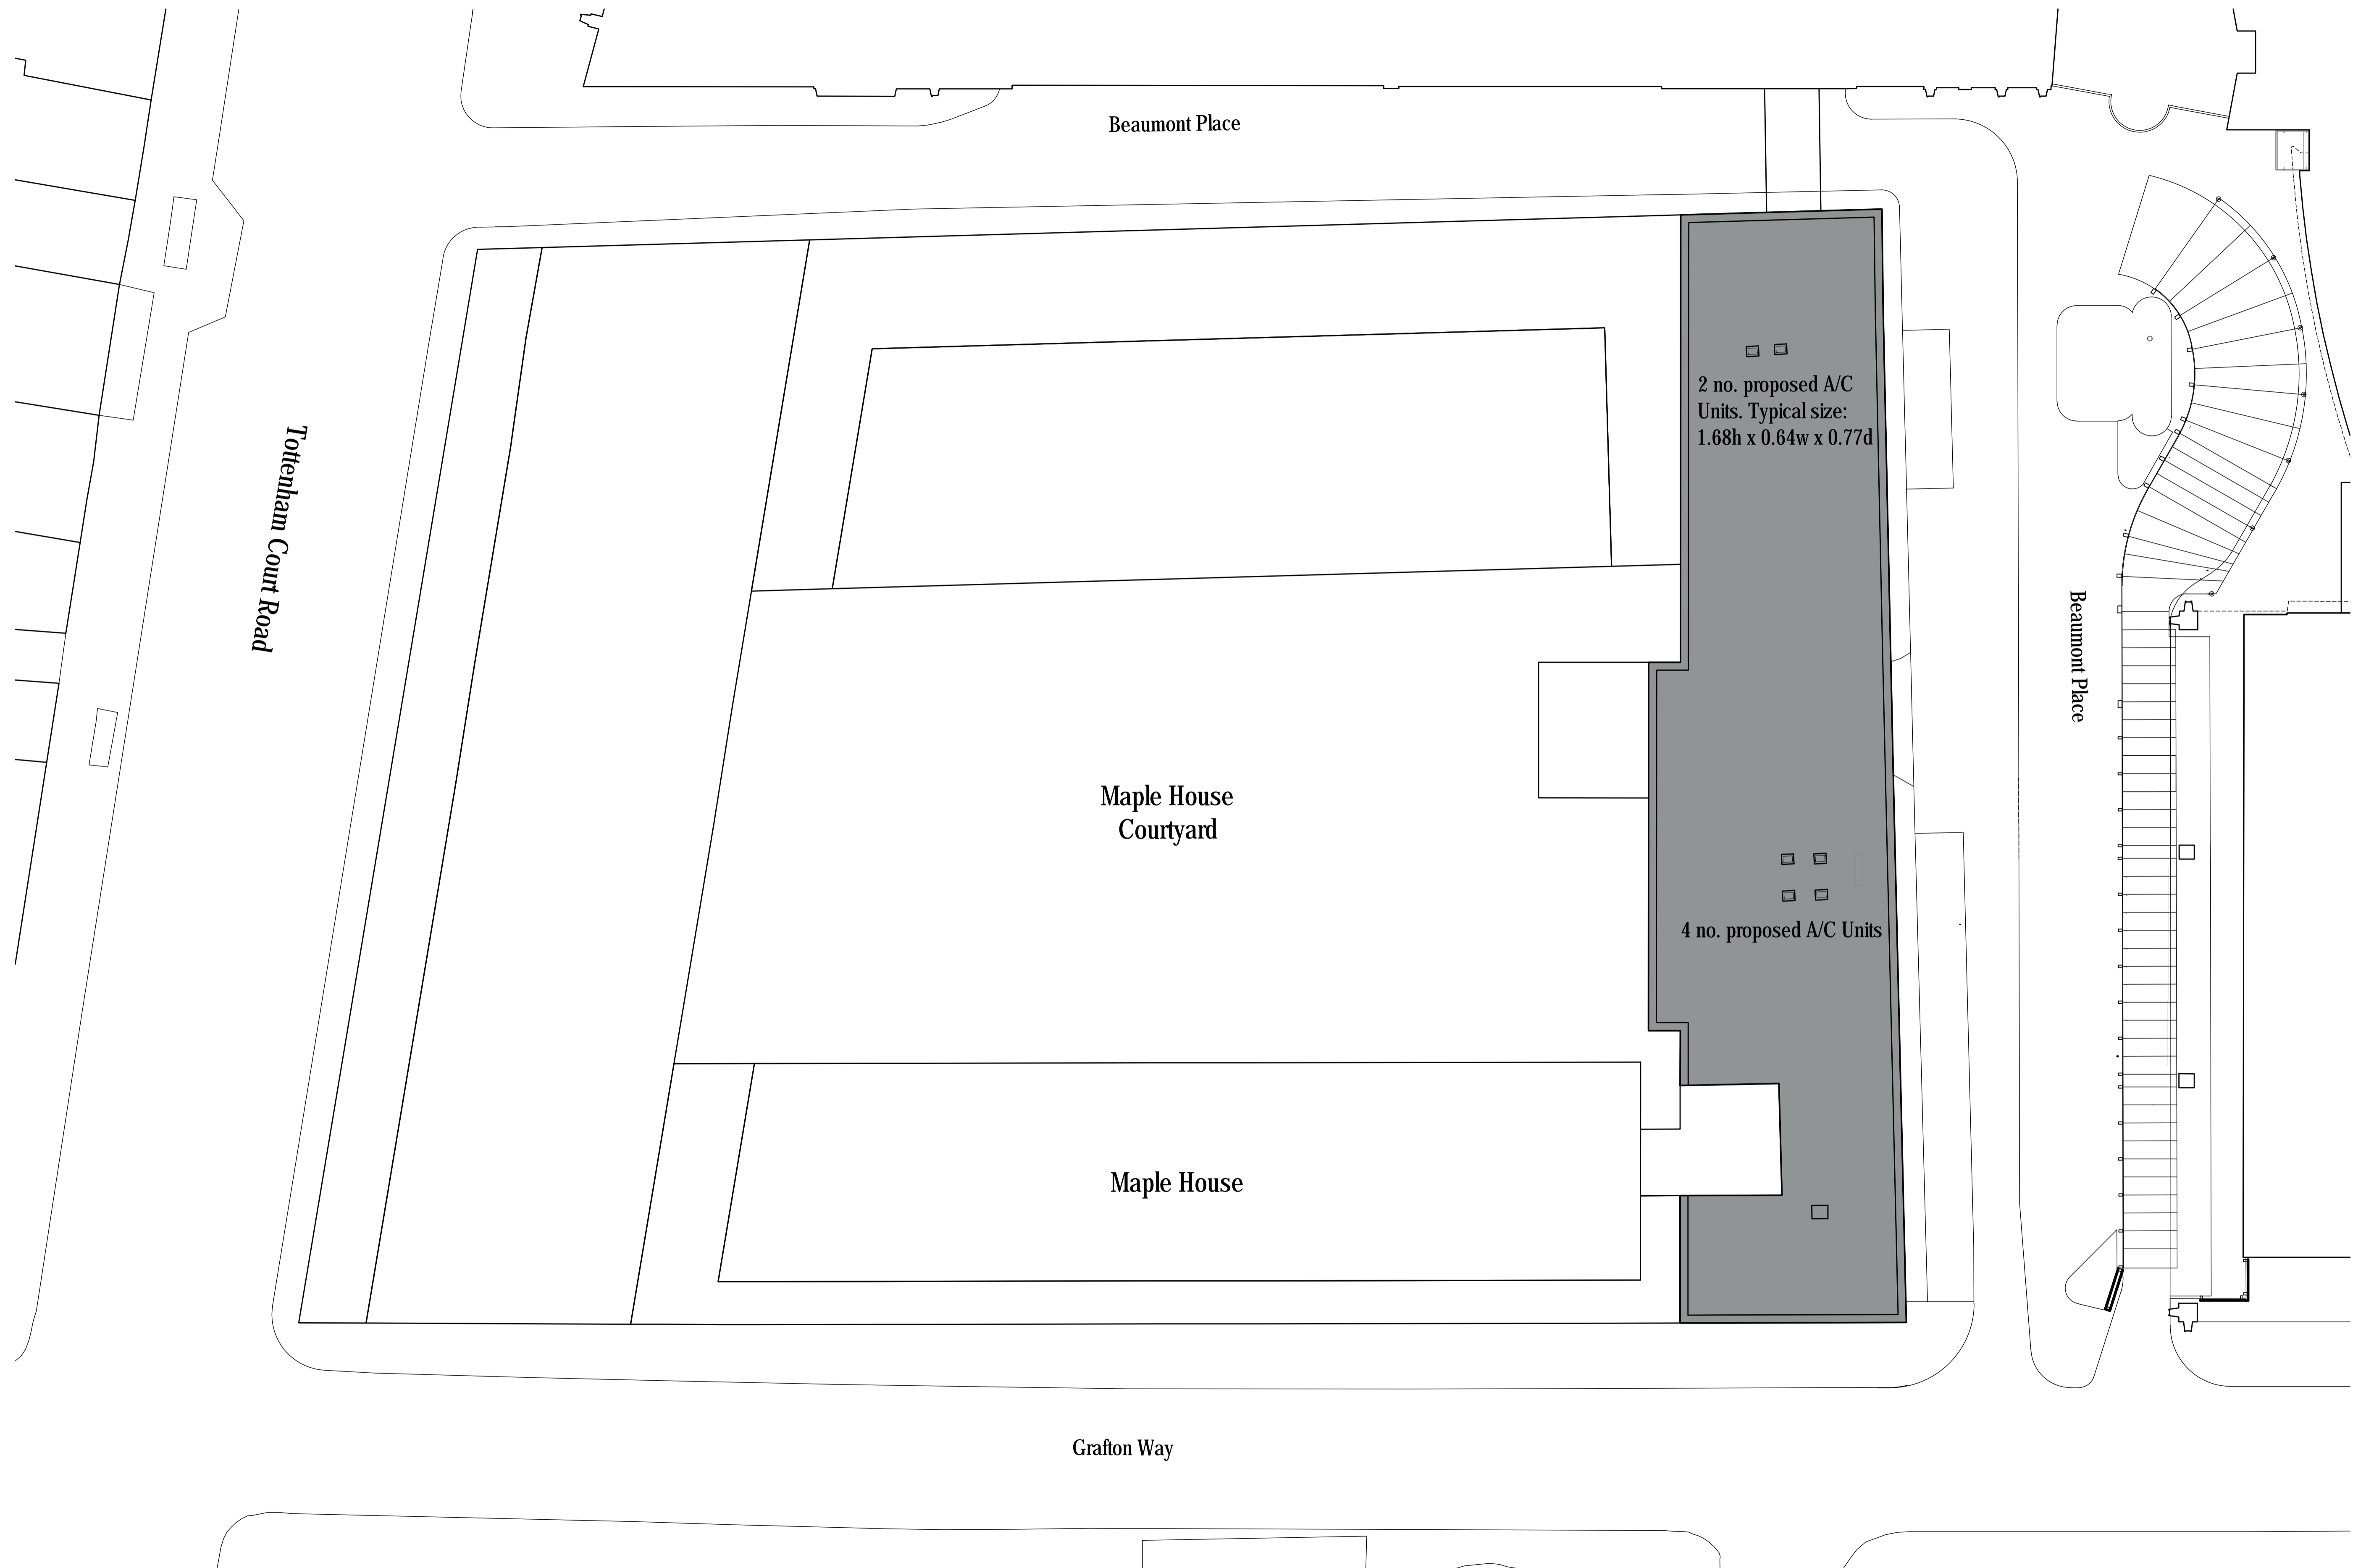 Beaumont Place
2 no. proposed A/C
Units. Typical size:
1.68h x 0.64w x 0.77d
Tottenham Court Road
Beaumont Place
Maple House
Courtyard
4 no. proposed A/C Units
Maple House
Grafton Way